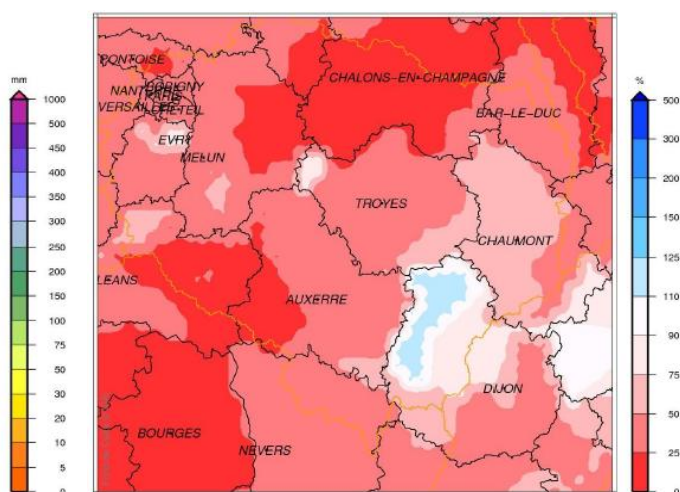 mm
1000
500
450
400
350
300
250
200
150
100
75
50
30
20
10
5
0
PONTOISE
NANTERRE
BOBIGNY
PARIS
VERSAILLES
CRETEIL
EVRY
MELUN
CHALONS-EN-CHAMPAGNE
BAR-LE-DUC
TROYES
CHAUMONT
LEANS
AUXERRE
DIJON
BOURGES
NEVERS
%
500
300
200
150
125
110
90
75
50
25
0